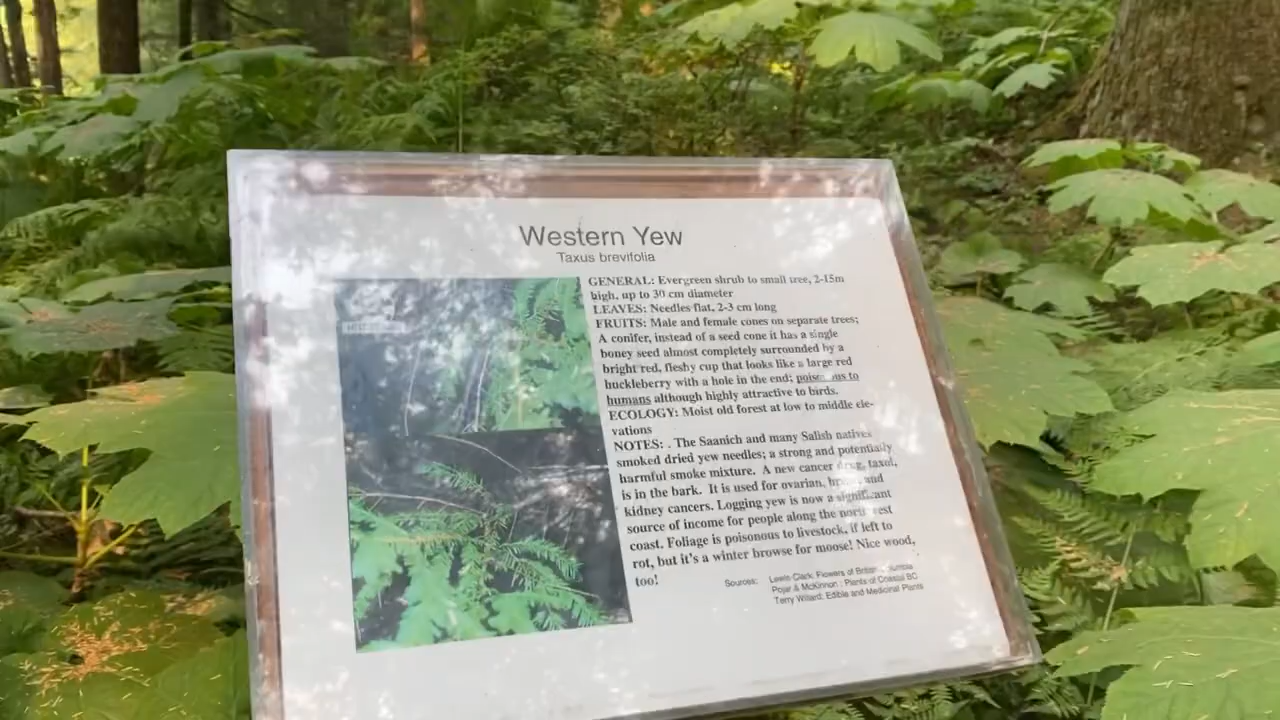 Western Yew
Taxus brevifolia
GENERAL: Evergreen shrub to small tree, 2-15m
high, up to 30 cm diameter
LEAVES: Needles flat, 2-3 cm long
FRUITS: Male and female cones on separate trees;
A conifer, instead of a seed cone it has a single
boney seed almost completely surrounded by a
bright red, fleshy cup that looks like a large red
huckleberry with a hole in the end; poisonous to
humans although highly attractive to birds.
ECOLOGY: Moist old forest at low to middle ele-
vations
NOTES: . The Saanich and many Salish natives
smoked dried yew needles; a strong and potentially
harmful smoke mixture. A new cancer drug, taxol,
is in the bark. It is used for ovarian, and
kidney cancers. Logging yew is now a significant
source of income for people along the north west
coast. Foliage is poisonous to livestock, if left to
rot, but it's a winter browse for moose! Nice wood,
too!
Sources: Lewis Clark: Flowers of British Columbia
Pojar & McKinnon : Plants of Coastal BC
Terry Willard: Edible and Medicinal Plants